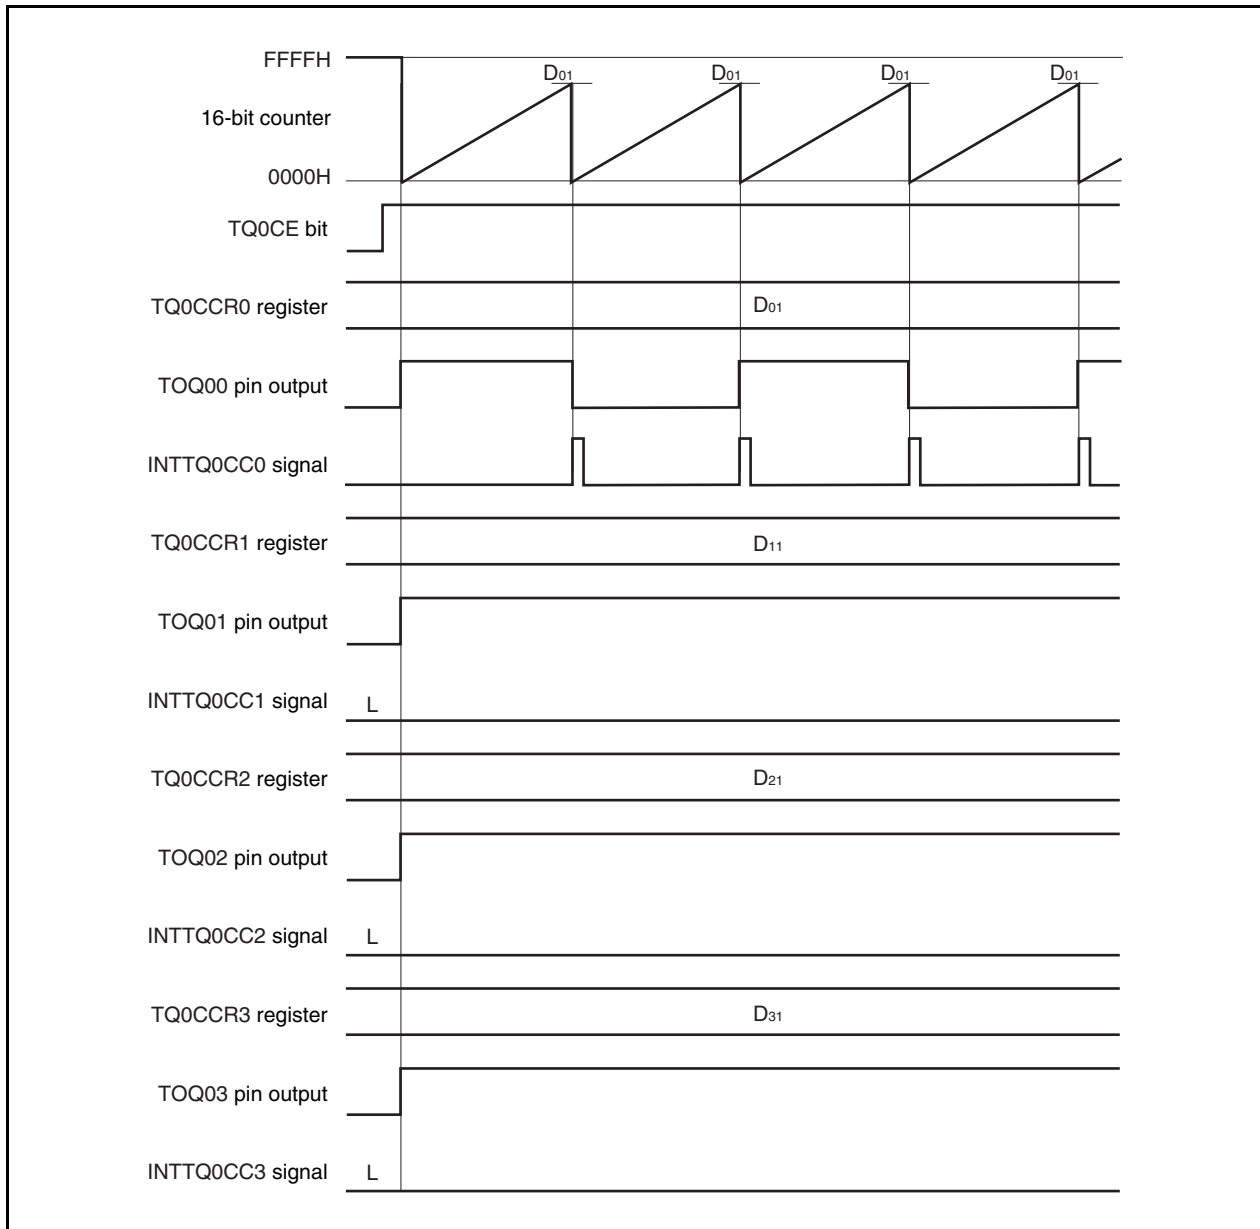 FFFFH
D01 D01 D01 D01
16-bit counter
0000H
TQ0CE bit
TQ0CCR0 register D01
TOQ00 pin output
INTTQ0CC0 signal
TQ0CCR1 register D11
TOQ01 pin output
INTTQ0CC1 signal L
TQ0CCR2 register D21
TOQ02 pin output
INTTQ0CC2 signal L
TQ0CCR3 register D31
TOQ03 pin output
INTTQ0CC3 signal L